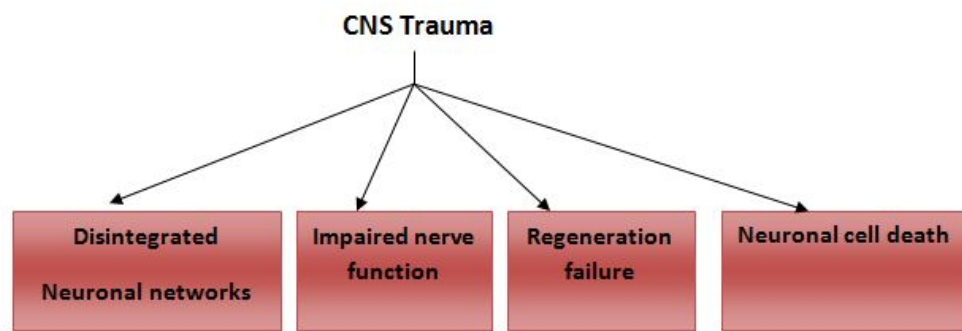 CNS Trauma
Disintegrated
Neuronal networks
Impaired nerve
function
Regeneration
failure
Neuronal cell death